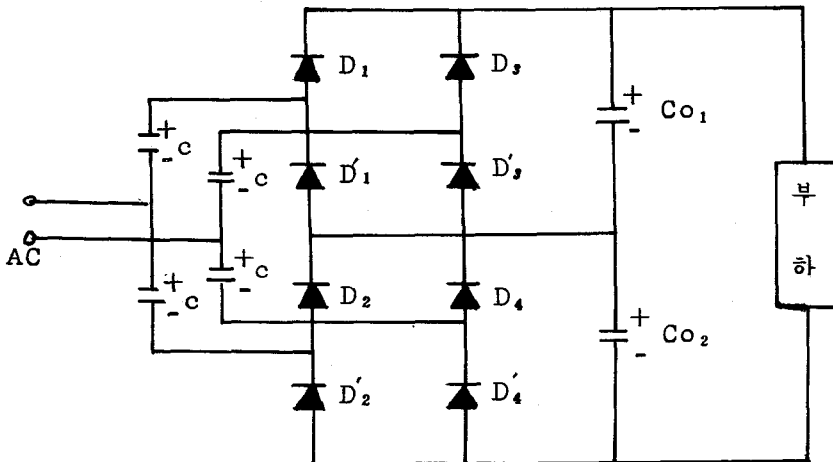 D₁
D₃
+
Co₁
-
+
-c
+
-c
D′₁
D′₃
부
하
AC
+
-c
+
-c
D₂
D₄
+
Co₂
-
D′₂
D′₄